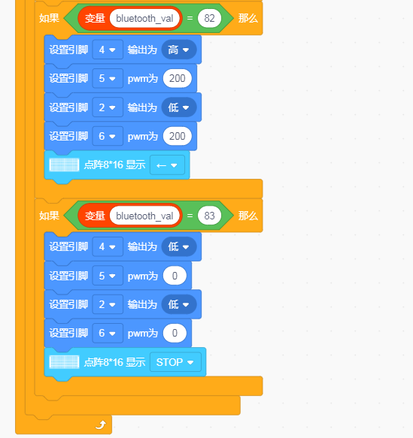 如果 变量 bluetooth_val = 82 那么
设置引脚 4 输出为 高
设置引脚 5 pwm为 200
设置引脚 2 输出为 低
设置引脚 6 pwm为 200
点阵8*16 显示 ←
如果 变量 bluetooth_val = 83 那么
设置引脚 4 输出为 低
设置引脚 5 pwm为 0
设置引脚 2 输出为 低
设置引脚 6 pwm为 0
点阵8*16 显示 STOP